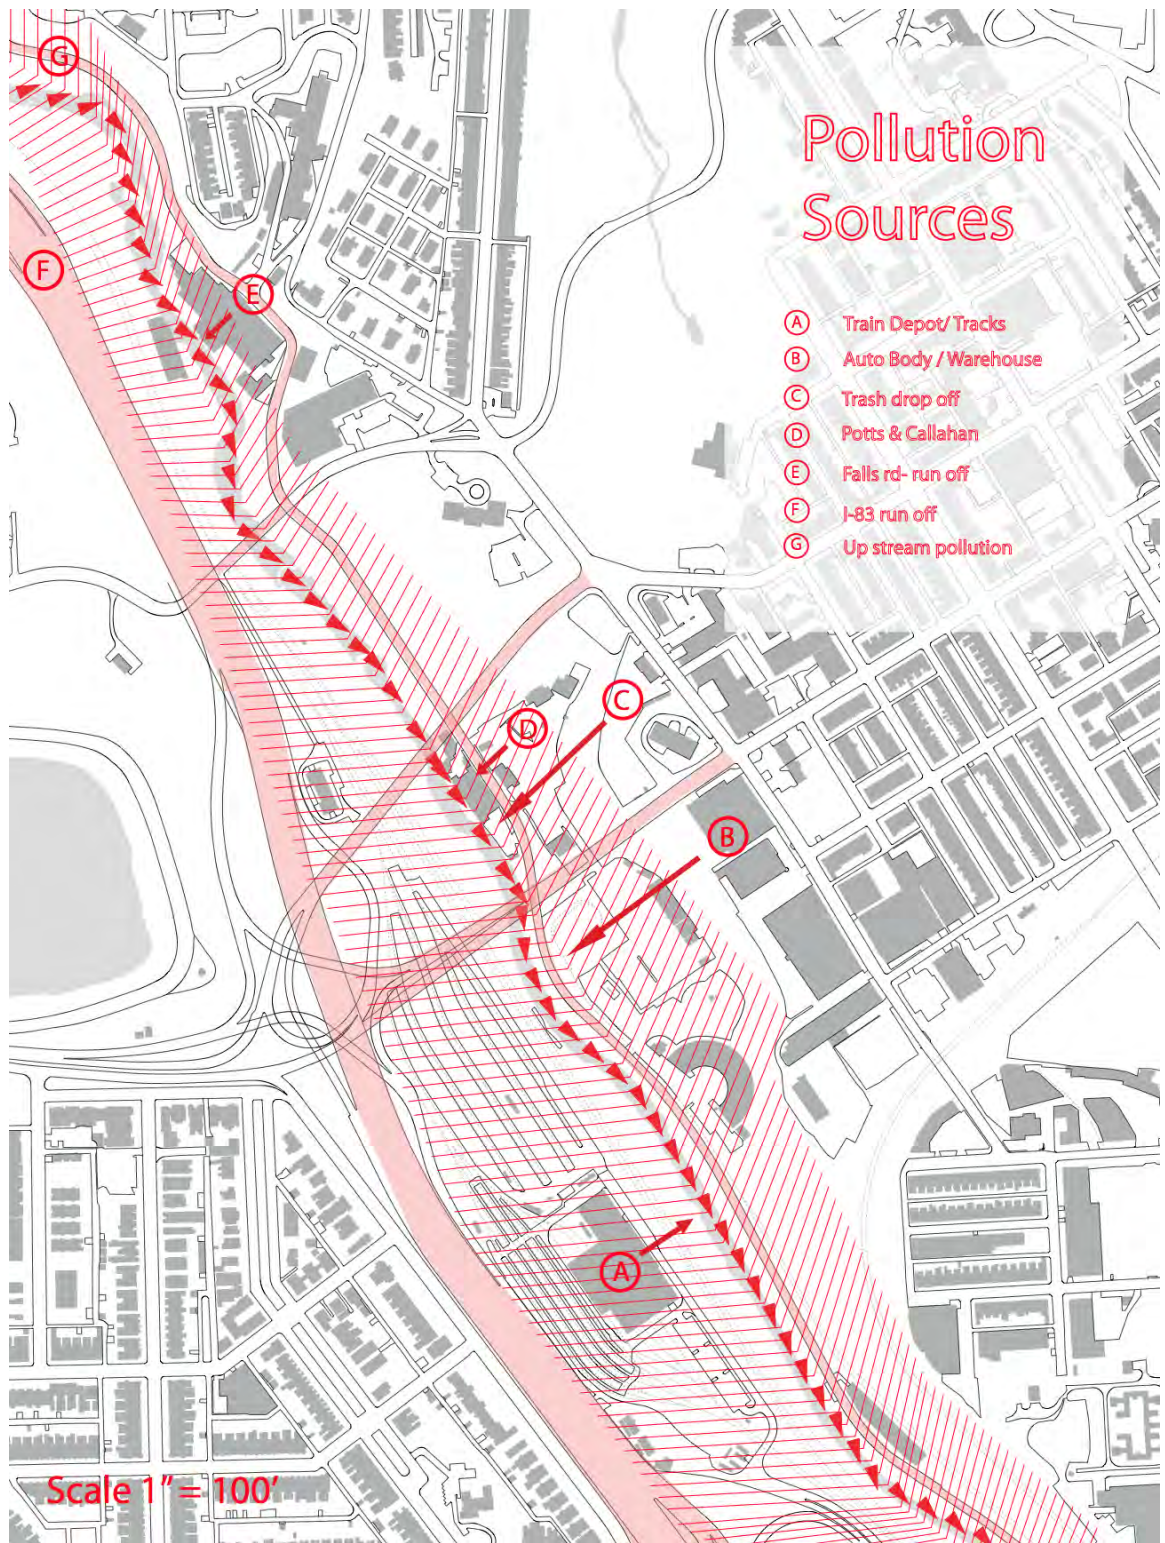 G
Pollution
Sources
F
E
A Train Depot/ Tracks
B Auto Body / Warehouse
C Trash drop off
D Potts & Callahan
E Falls rd- run off
F I-83 run off
G Up stream pollution
C
D
B
A
Scale 1" = 100'